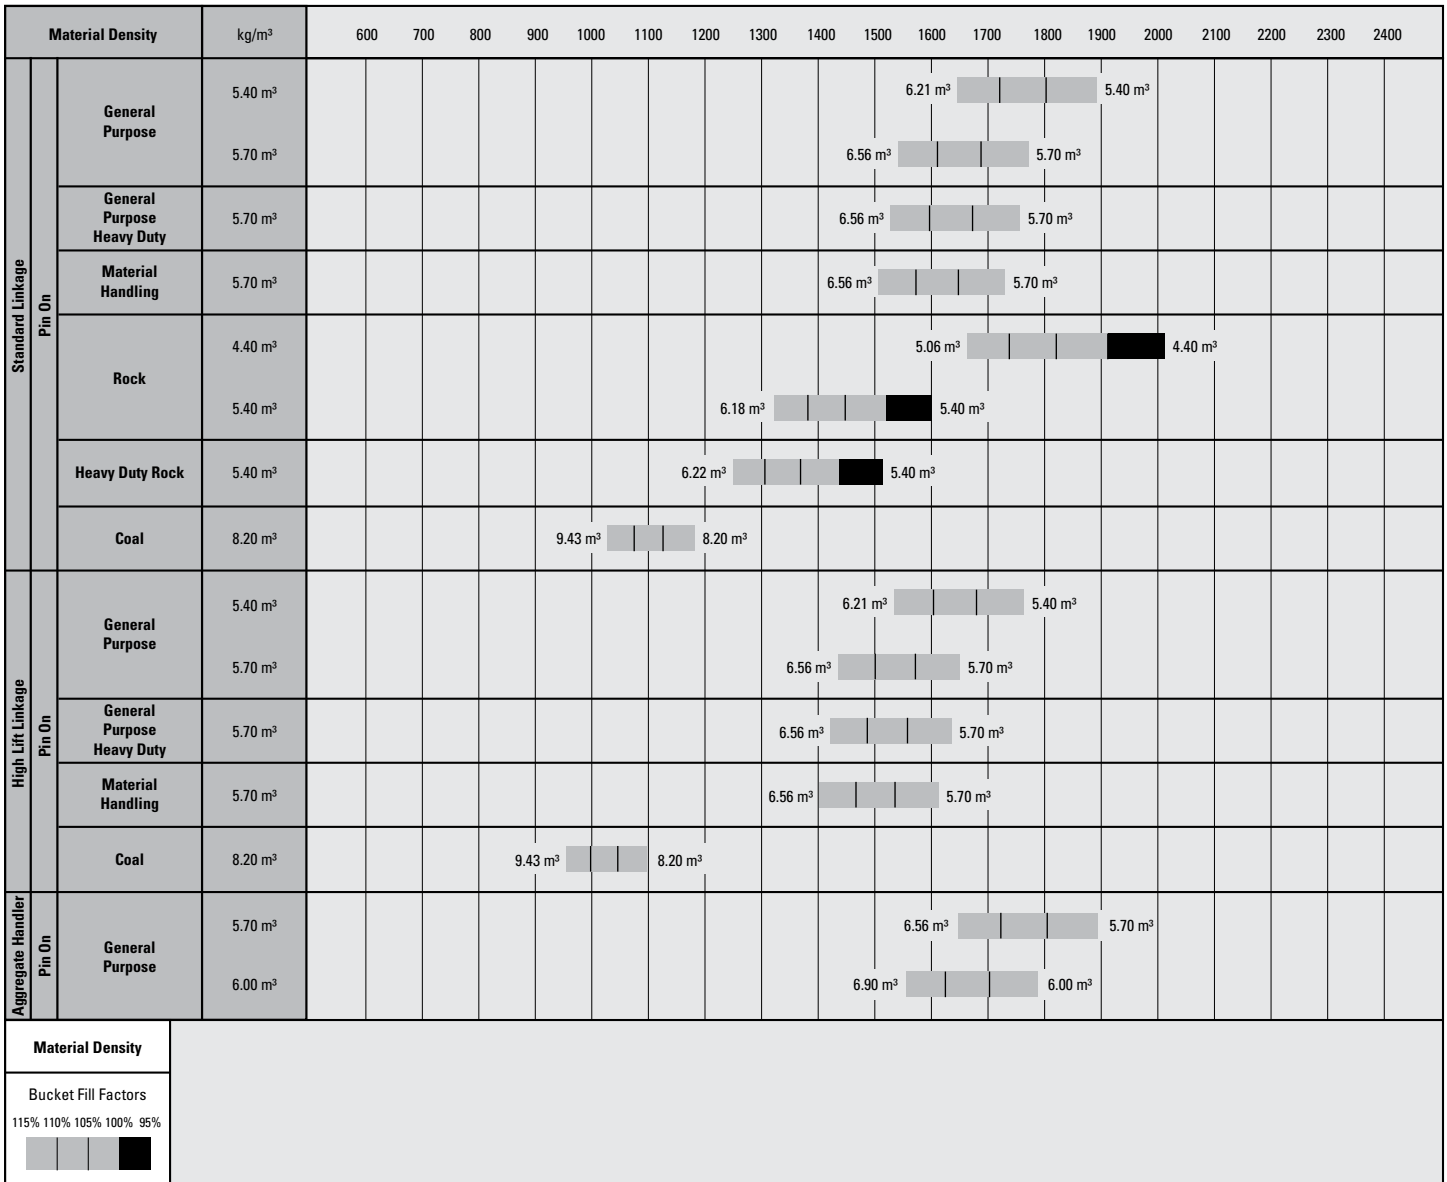 Material Density kg/m³ 600 700 800 900 1000 1100 1200 1300 1400 1500 1600 1700 1800 1900 2000 2100 2200 2300 2400
Standard Linkage
Pin On
General
Purpose
5.40 m³ 6.21 m³ 5.40 m³
5.70 m³ 6.56 m³ 5.70 m³
General
Purpose
Heavy Duty
5.70 m³ 6.56 m³ 5.70 m³
Material
Handling
5.70 m³ 6.56 m³ 5.70 m³
Rock
4.40 m³ 5.06 m³ 4.40 m³
5.40 m³ 6.18 m³ 5.40 m³
Heavy Duty Rock 5.40 m³ 6.22 m³ 5.40 m³
Coal 8.20 m³ 9.43 m³ 8.20 m³
High Lift Linkage
Pin On
General
Purpose
5.40 m³ 6.21 m³ 5.40 m³
5.70 m³ 6.56 m³ 5.70 m³
General
Purpose
Heavy Duty
5.70 m³ 6.56 m³ 5.70 m³
Material
Handling
5.70 m³ 6.56 m³ 5.70 m³
Coal 8.20 m³ 9.43 m³ 8.20 m³
Aggregate Handler
Pin On
General
Purpose
5.70 m³ 6.56 m³ 5.70 m³
6.00 m³ 6.90 m³ 6.00 m³
Material Density
Bucket Fill Factors
115% 110% 105% 100% 95%